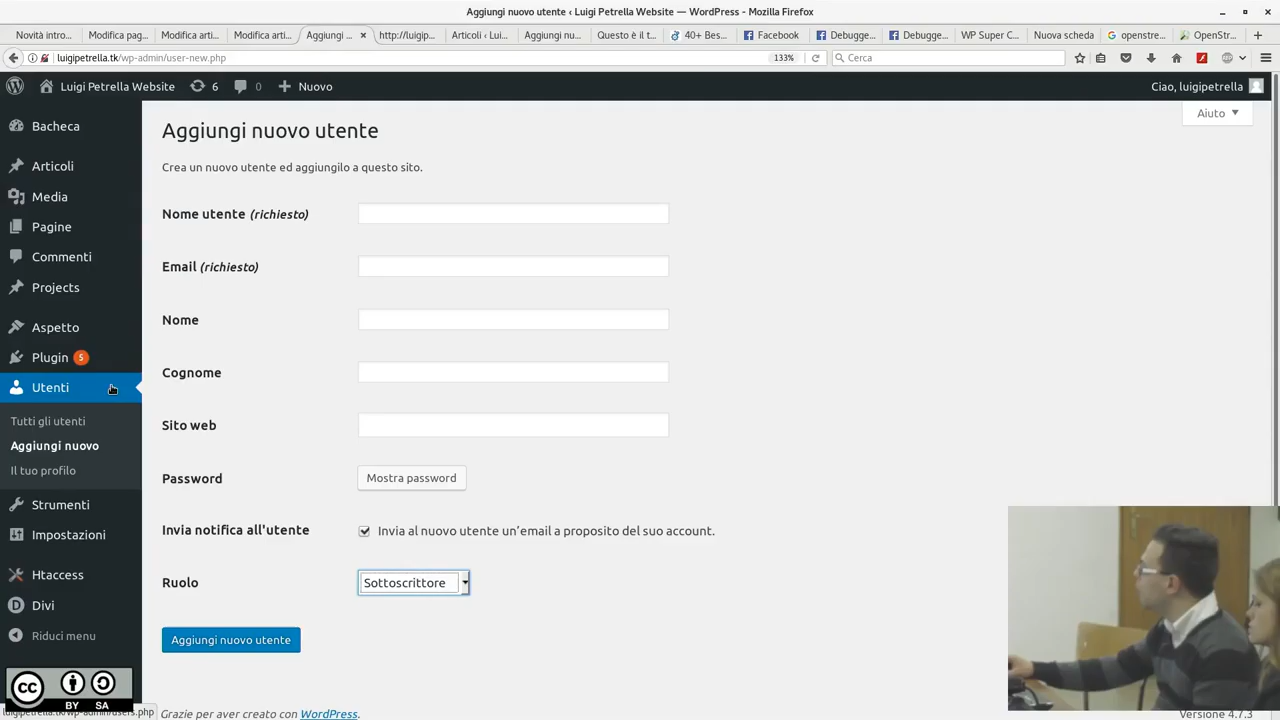 Aggiungi nuovo utente ‹ Luigi Petrella Website — WordPress - Mozilla Firefox
Novità intro... Modifica pag... Modifica arti... Modifica arti... Aggiungi ... × http://luigip... Articoli ‹ Lui... Aggiungi nu... Questo è il t... 40+ Bes... Facebook Debugge... Debugge... WP Super C... Nuova scheda openstre... OpenStr...
luigipetrella.tk/wp-admin/user-new.php 133% Cerca
Luigi Petrella Website 6 0 Nuovo Ciao, luigipetrella
Aiuto
Bacheca
Articoli
Media
Pagine
Commenti
Projects
Aspetto
Plugin 5
Utenti
Tutti gli utenti
Aggiungi nuovo
Il tuo profilo
Strumenti
Impostazioni
Htaccess
Divi
Riduci menu
Aggiungi nuovo utente
Crea un nuovo utente ed aggiungilo a questo sito.
Nome utente (richiesto)
Email (richiesto)
Nome
Cognome
Sito web
Password Mostra password
Invia notifica all'utente Invia al nuovo utente un’email a proposito del suo account.
Ruolo Sottoscrittore
Aggiungi nuovo utente
cc BY SA
luigipetrella.tk/wp-admin/users.php
Grazie per aver creato con WordPress. Versione 4.7.3